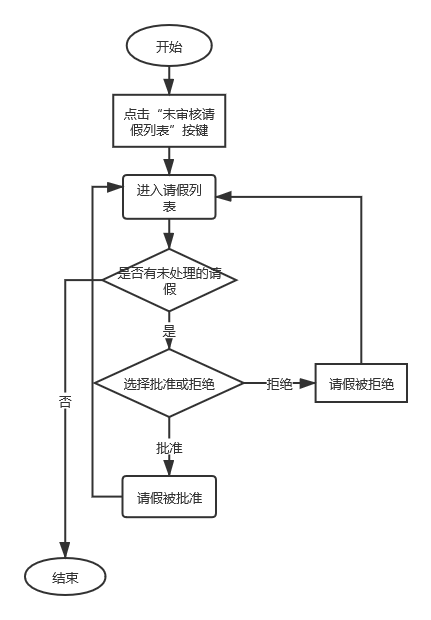 开始
点击“未审核请
假列表”按键
进入请假列
表
是否有未处理的请
假
是
选择批准或拒绝
拒绝
请假被拒绝
否
批准
请假被批准
结束